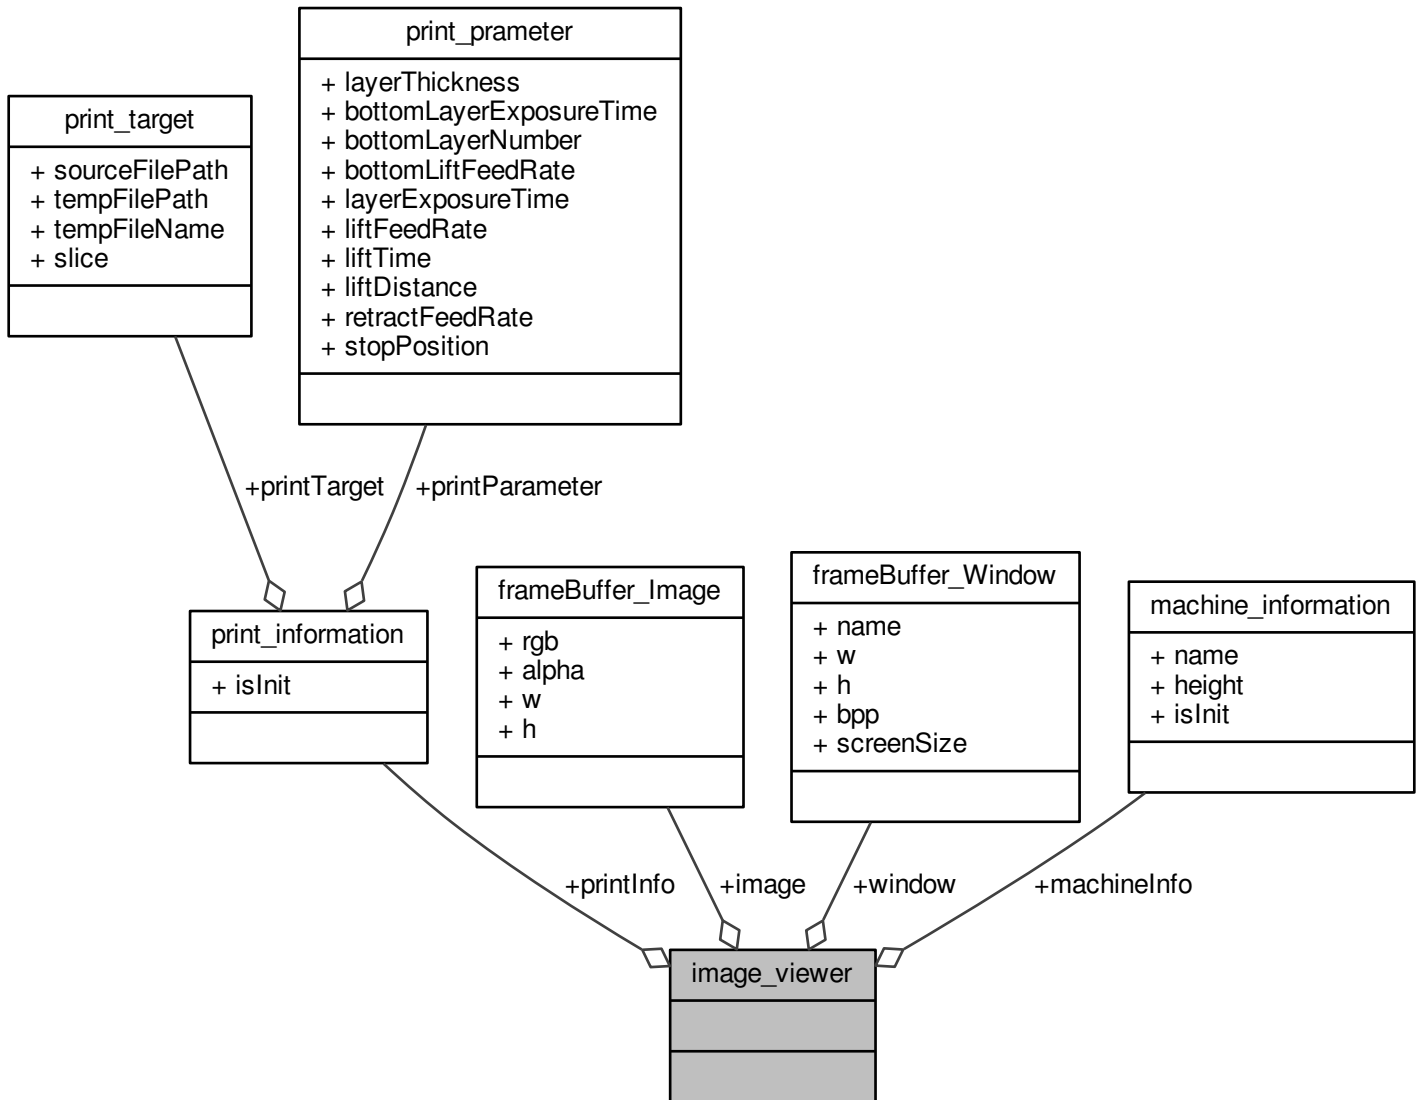 print_prameter
+ layerThickness
+ bottomLayerExposureTime
+ bottomLayerNumber
+ bottomLiftFeedRate
+ layerExposureTime
+ liftFeedRate
+ liftTime
+ liftDistance
+ retractFeedRate
+ stopPosition
print_target
+ sourceFilePath
+ tempFilePath
+ tempFileName
+ slice
+printTarget
+printParameter
print_information
+ isInit
frameBuffer_Image
+ rgb
+ alpha
+ w
+ h
frameBuffer_Window
+ name
+ w
+ h
+ bpp
+ screenSize
machine_information
+ name
+ height
+ isInit
+printInfo
+image
+window
+machineInfo
image_viewer